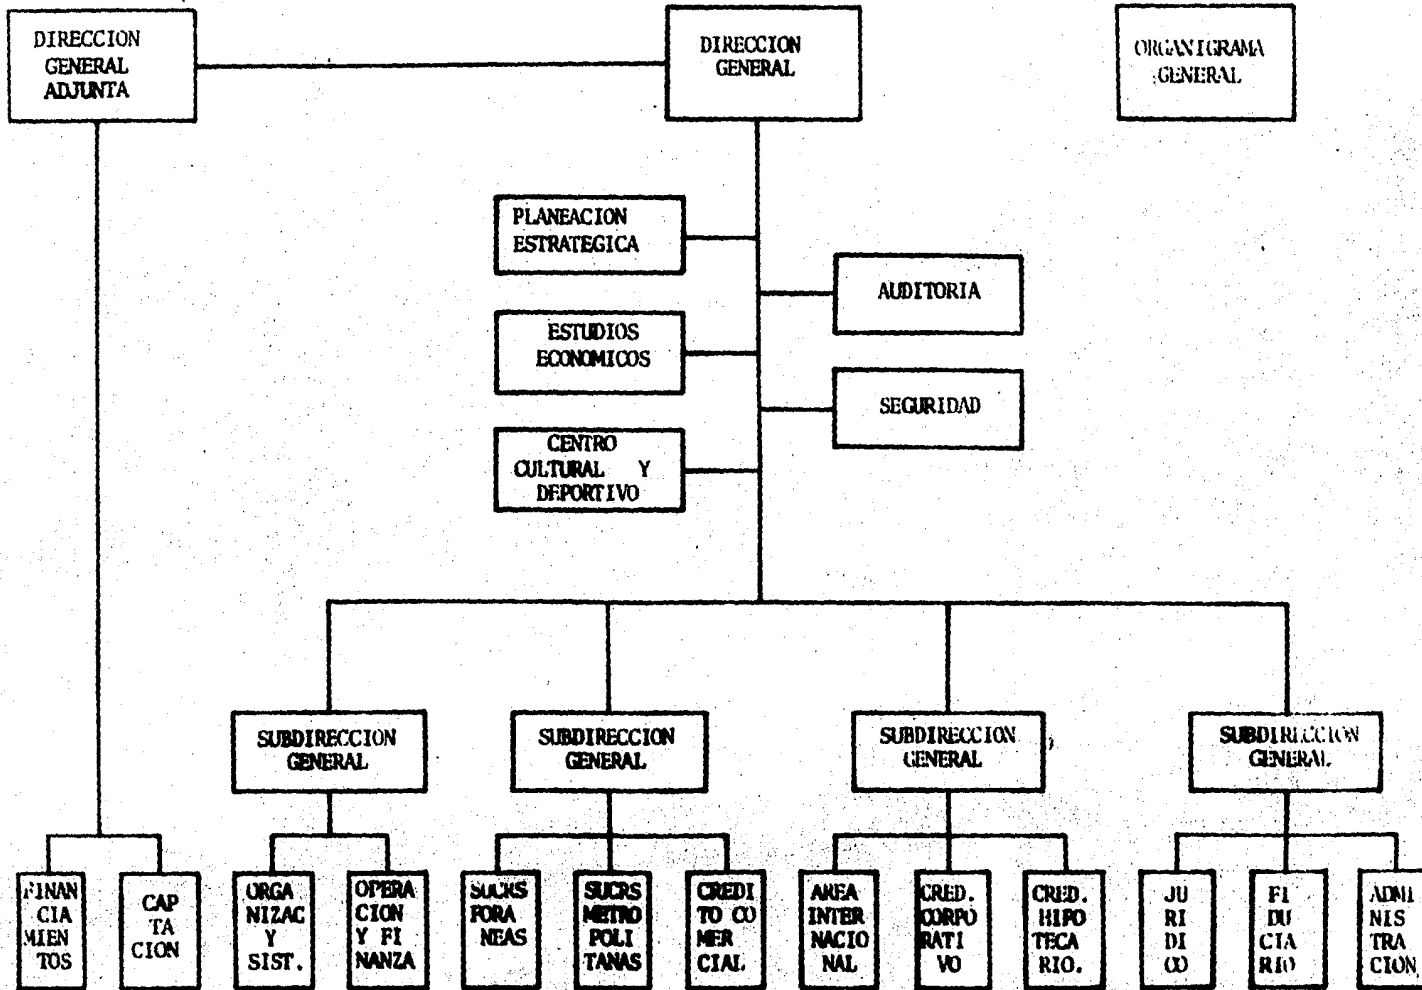 DIRECCION
GENERAL
ADJUNTA
DIRECCION
GENERAL
ORGANIGRAMA
GENERAL
PLANEACION
ESTRATEGICA
AUDITORIA
ESTUDIOS
ECONOMICOS
SEGURIDAD
CENTRO
CULTURAL Y
DEPORTIVO
SUBDIRECCION
GENERAL
SUBDIRECCION
GENERAL
SUBDIRECCION
GENERAL
SUBDIRECCION
GENERAL
FINAN
CIA
MIEN
TOS
CAP
TA
CION
ORGA
NIZAC
Y
SIST.
OPERA
CION
Y FI
NANZA
SUCRS
FORA
NEAS
SUCRS
METRO
POLI
TANAS
CREDI
TO CO
MER
CIAL
AREA
INTER
NACIO
NAL
CRED.
CORPO
RATI
VO
CRED.
HIPO
TECA
RIO.
JU
RI
DI
CO
FI
DU
CIA
RIO
ADMI
NIS
TRA
CION